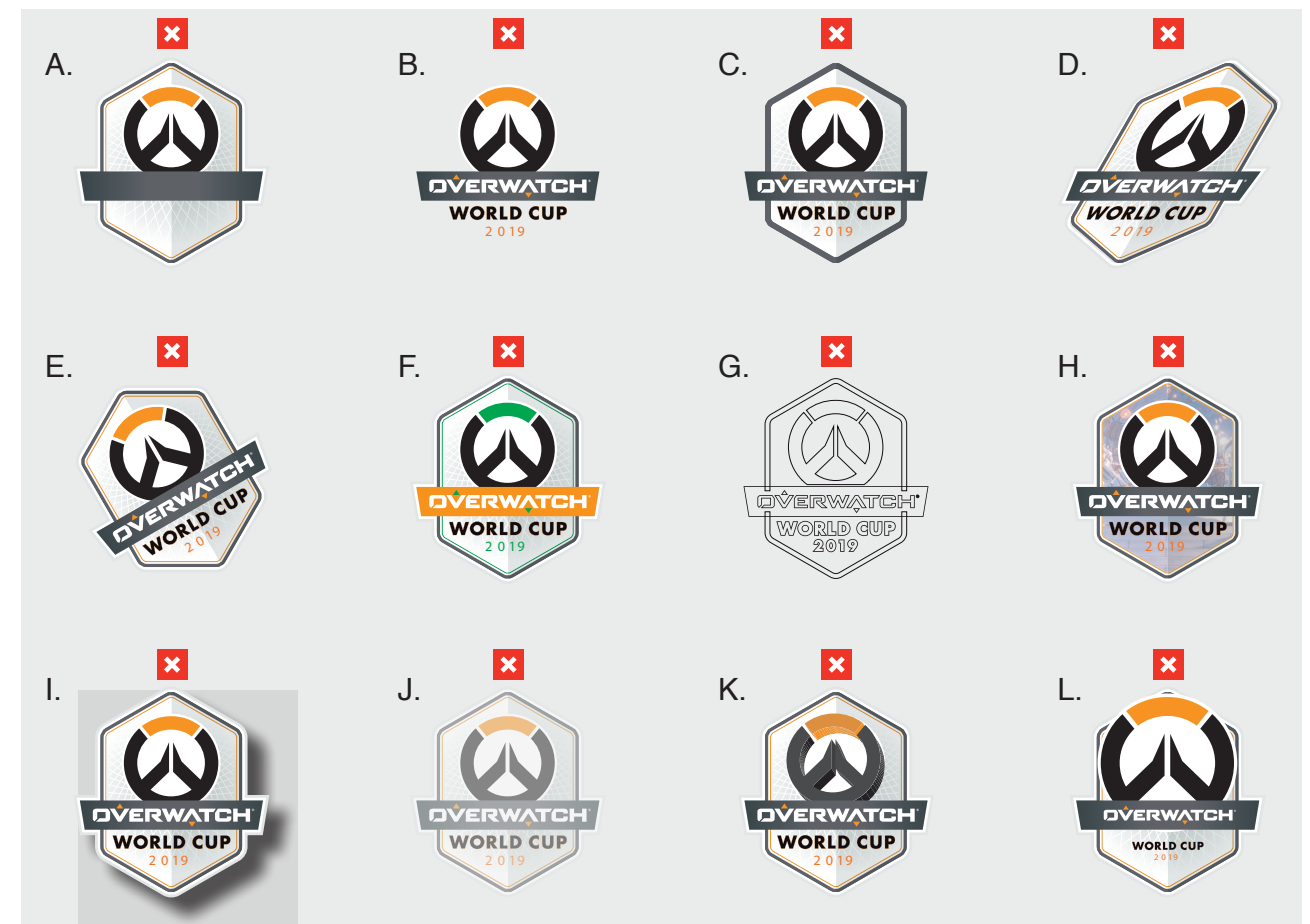 A.
B.
OVERWATCH
WORLD CUP
2019
C.
OVERWATCH
WORLD CUP
2019
D.
OVERWATCH
WORLD CUP
2019
E.
OVERWATCH
WORLD CUP
2019
F.
OVERWATCH
WORLD CUP
2019
G.
OVERWATCH
WORLD CUP
2019
H.
OVERWATCH
WORLD CUP
2019
I.
OVERWATCH
WORLD CUP
2019
J.
OVERWATCH
WORLD CUP
2019
K.
OVERWATCH
WORLD CUP
2019
L.
OVERWATCH
WORLD CUP
2019